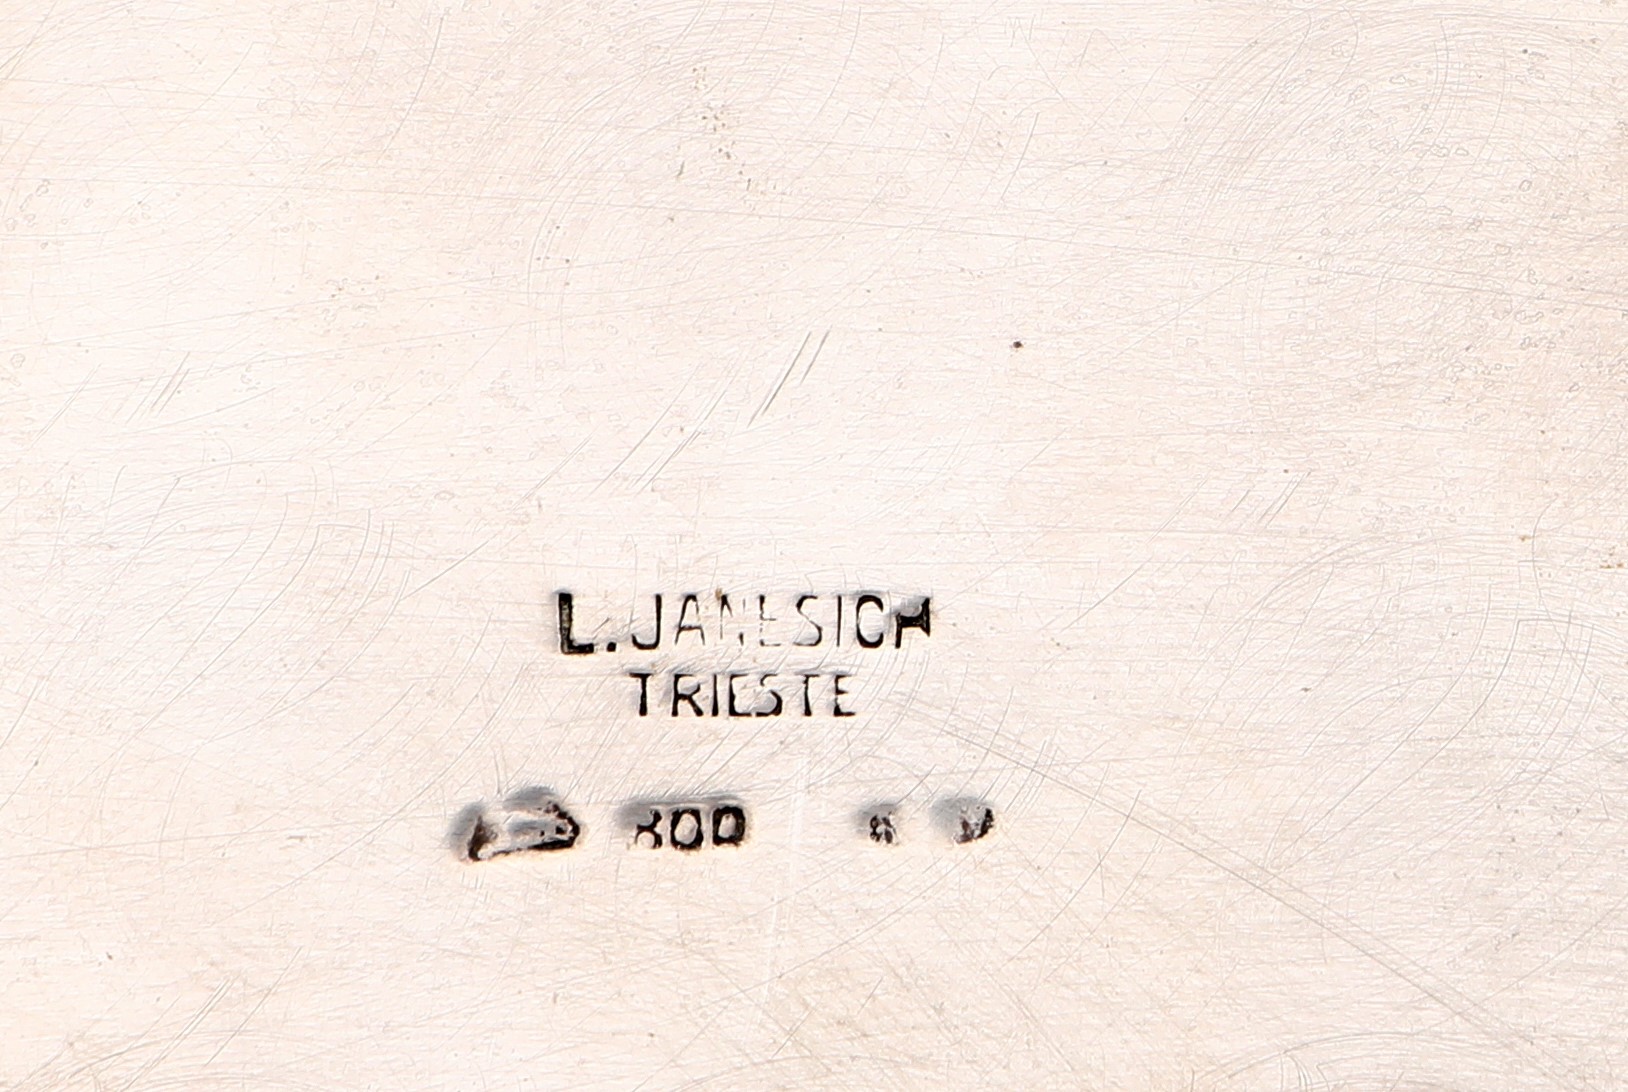 L. JANESICH
TRIESTE
800